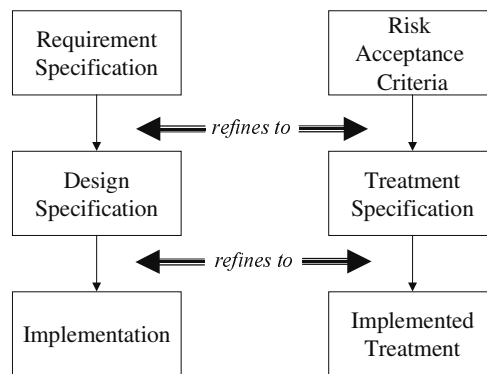 Requirement
Specification
Risk
Acceptance
Criteria
refines to
Design
Specification
Treatment
Specification
refines to
Implementation
Implemented
Treatment